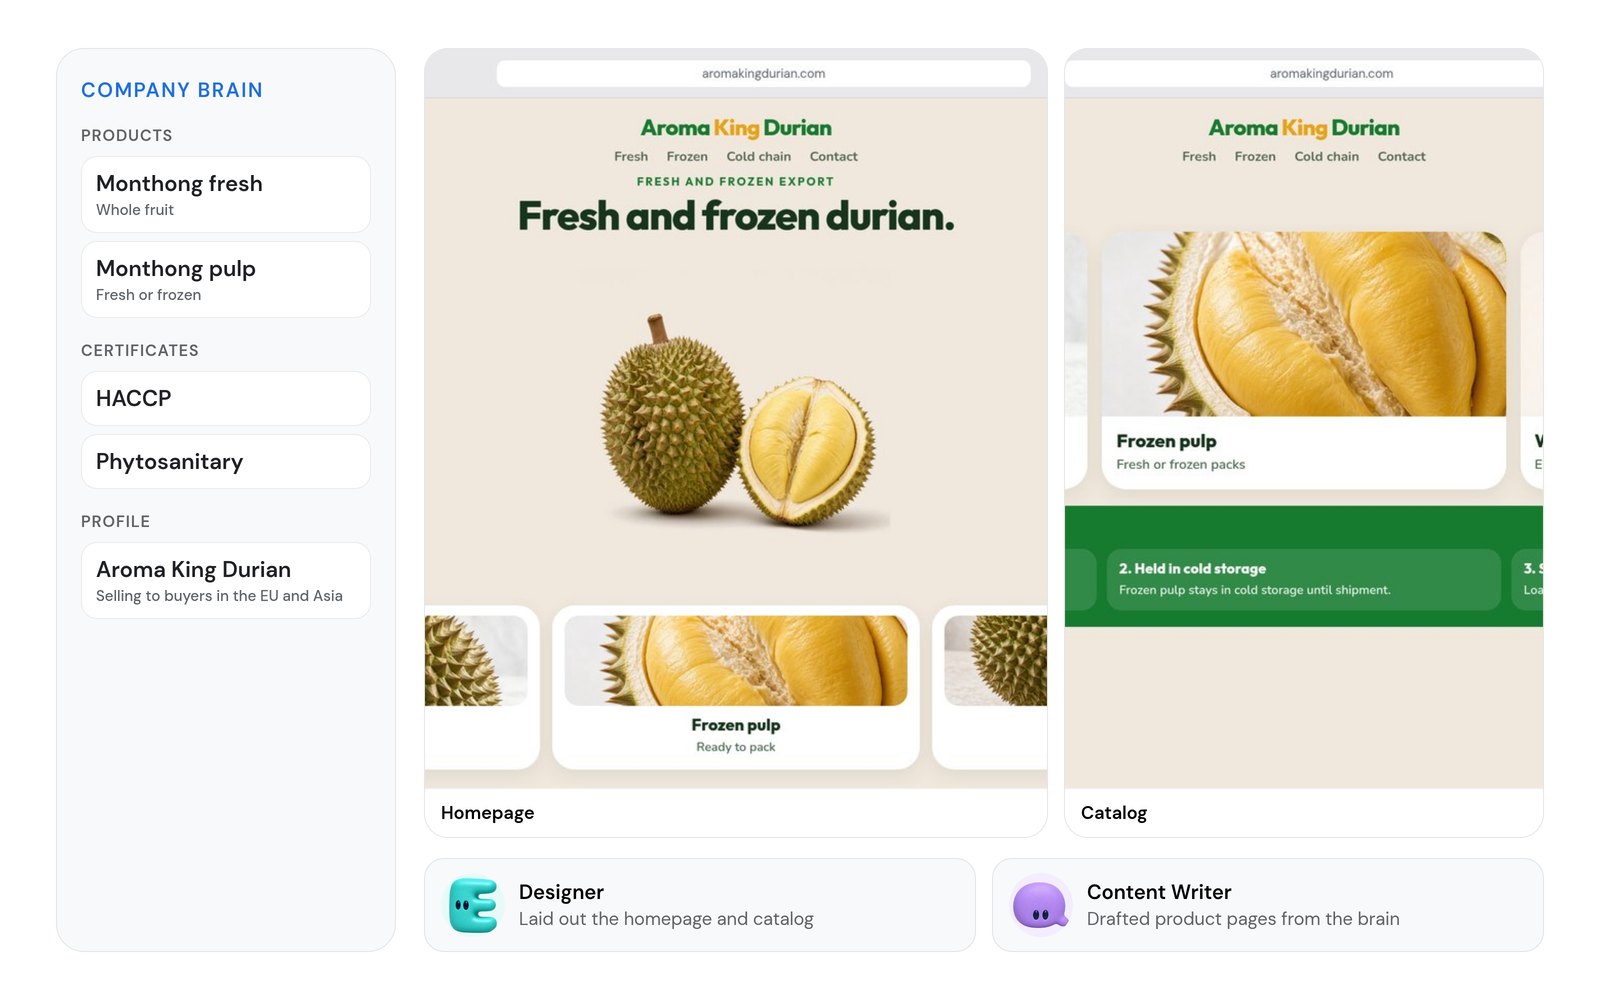 COMPANY BRAIN
PRODUCTS
Monthong fresh
Whole fruit
Monthong pulp
Fresh or frozen
CERTIFICATES
HACCP
Phytosanitary
PROFILE
Aroma King Durian
Selling to buyers in the EU and Asia
aromakingdurian.com
Aroma King Durian
Fresh Frozen Cold chain Contact
FRESH AND FROZEN EXPORT
Fresh and frozen durian.
Frozen pulp
Ready to pack
Homepage
aromakingdurian.com
Aroma King Durian
Fresh Frozen Cold chain Contact
Frozen pulp
Fresh or frozen packs
2. Held in cold storage
Frozen pulp stays in cold storage until shipment.
3.
Catalog
Designer
Laid out the homepage and catalog
Content Writer
Drafted product pages from the brain